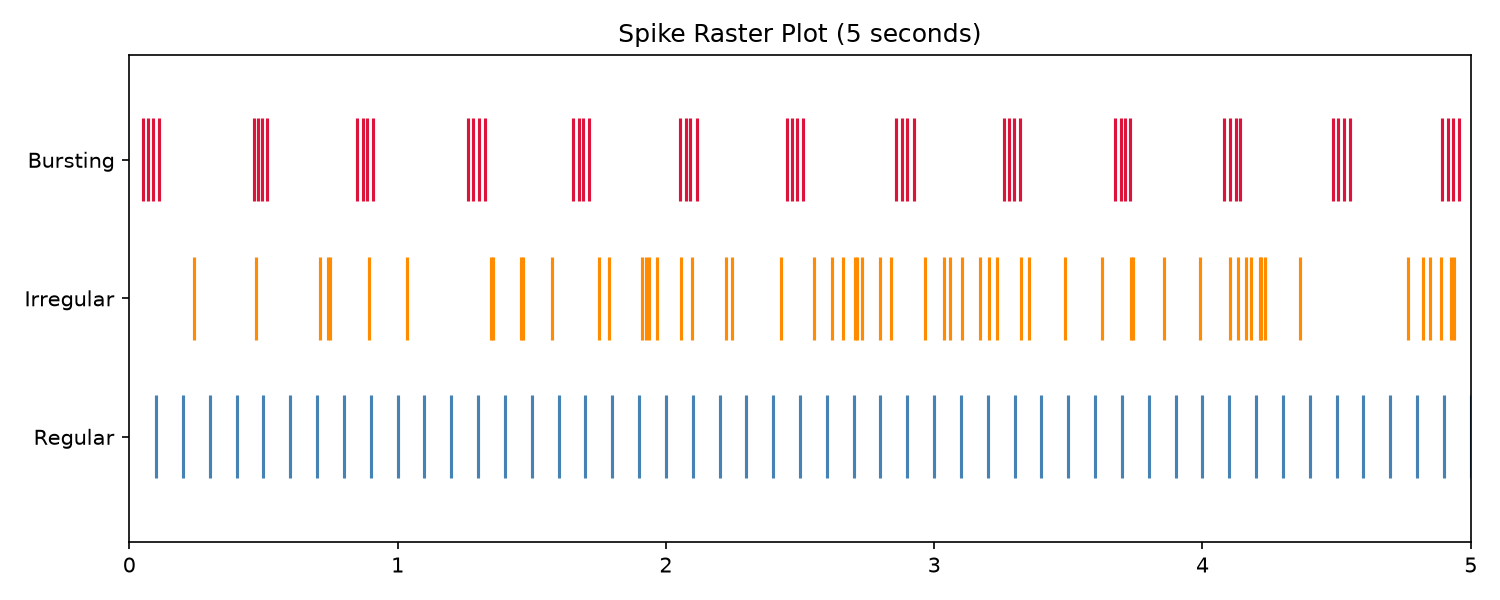 Spike Raster Plot (5 seconds)
Bursting
Irregular
Regular
0 1 2 3 4 5